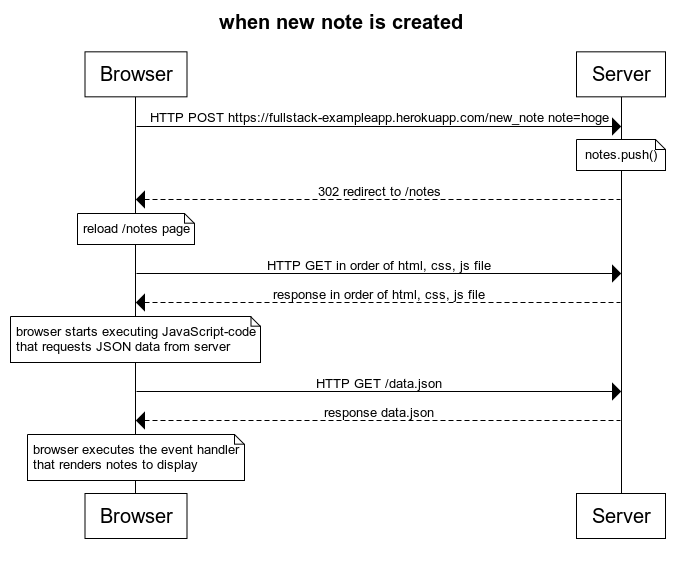 when new note is created
Browser
Server
HTTP POST https://fullstack-exampleapp.herokuapp.com/new_note note=hoge
notes.push()
302 redirect to /notes
reload /notes page
HTTP GET in order of html, css, js file
response in order of html, css, js file
browser starts executing JavaScript-code
that requests JSON data from server
HTTP GET /data.json
response data.json
browser executes the event handler
that renders notes to display
Browser
Server